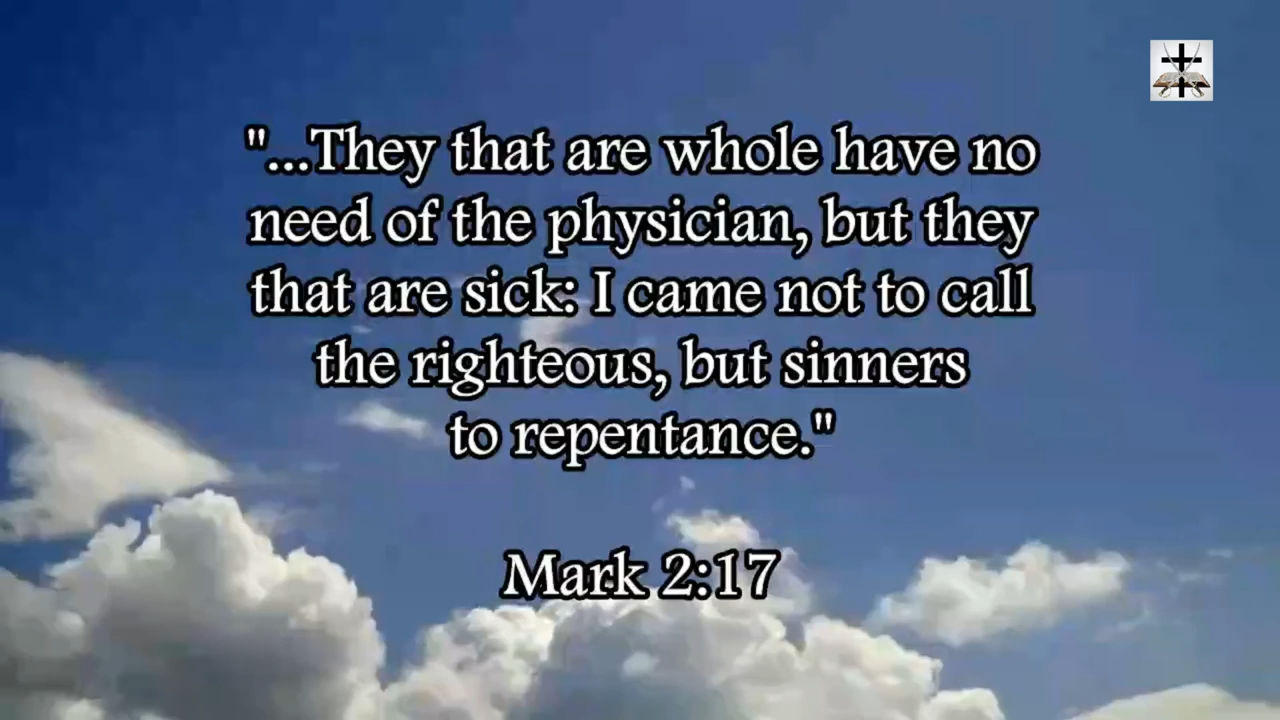 "...They that are whole have no
need of the physician, but they
that are sick: I came not to call
the righteous, but sinners
to repentance."
Mark 2:17